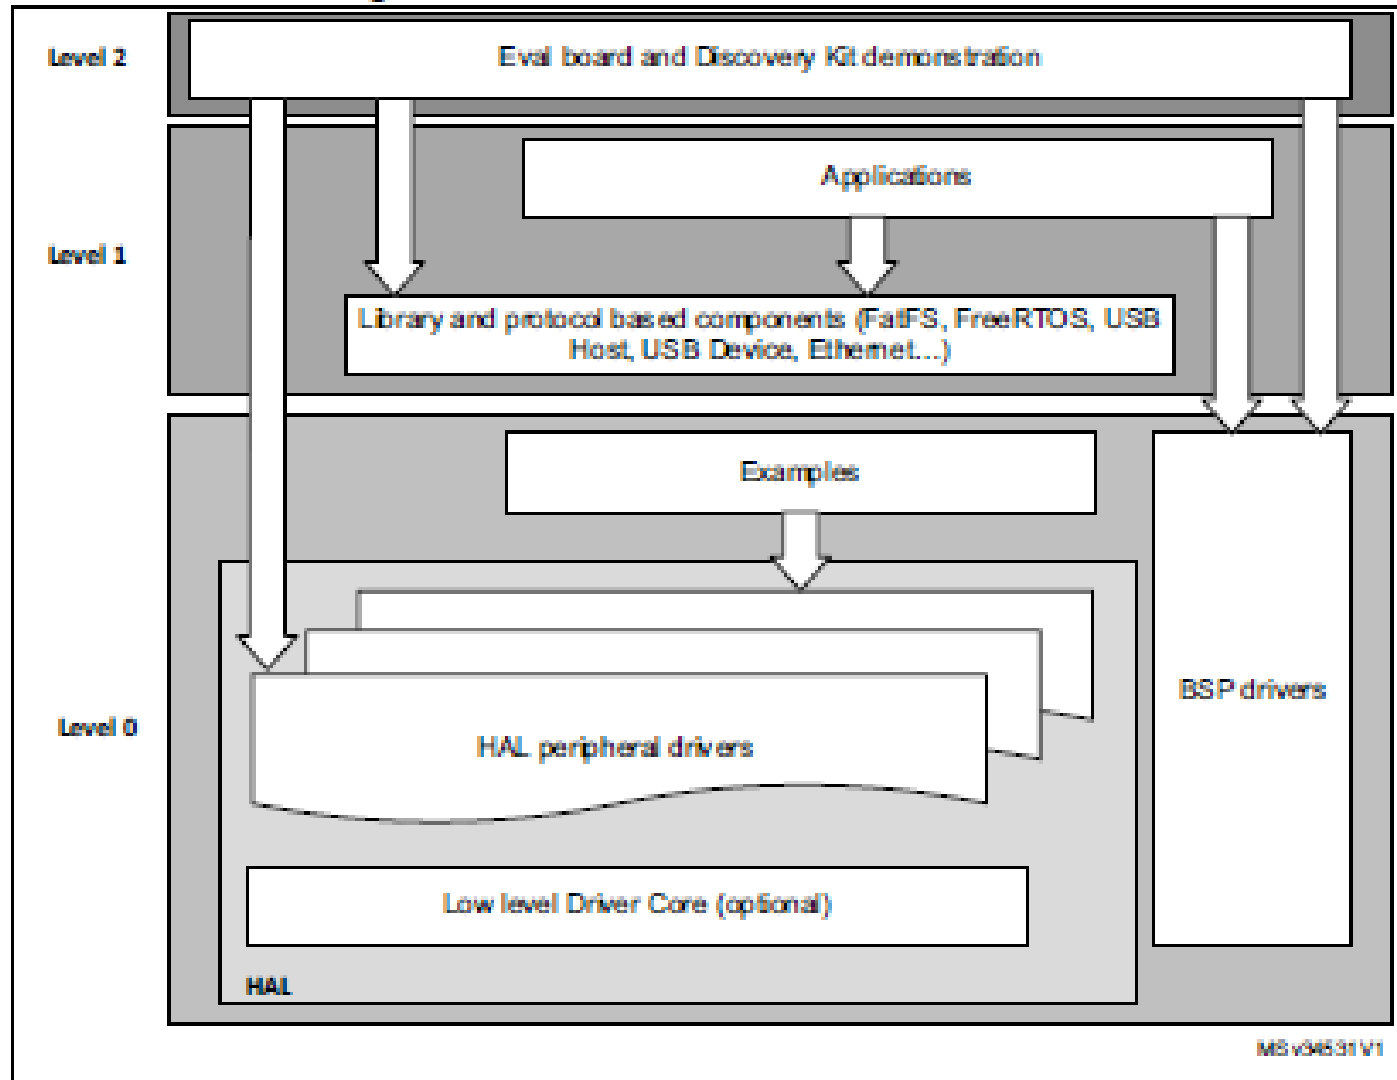 Level 2
Eval board and Discovery Kit demonstration
Applications
Level 1
Library and protocol based components (FatFS, FreeRTOS, USB
Host, USB Device, Ethernet...)
Examples
BSP drivers
Level 0
HAL peripheral drivers
Low level Driver Core (optional)
HAL
MSv34531V1